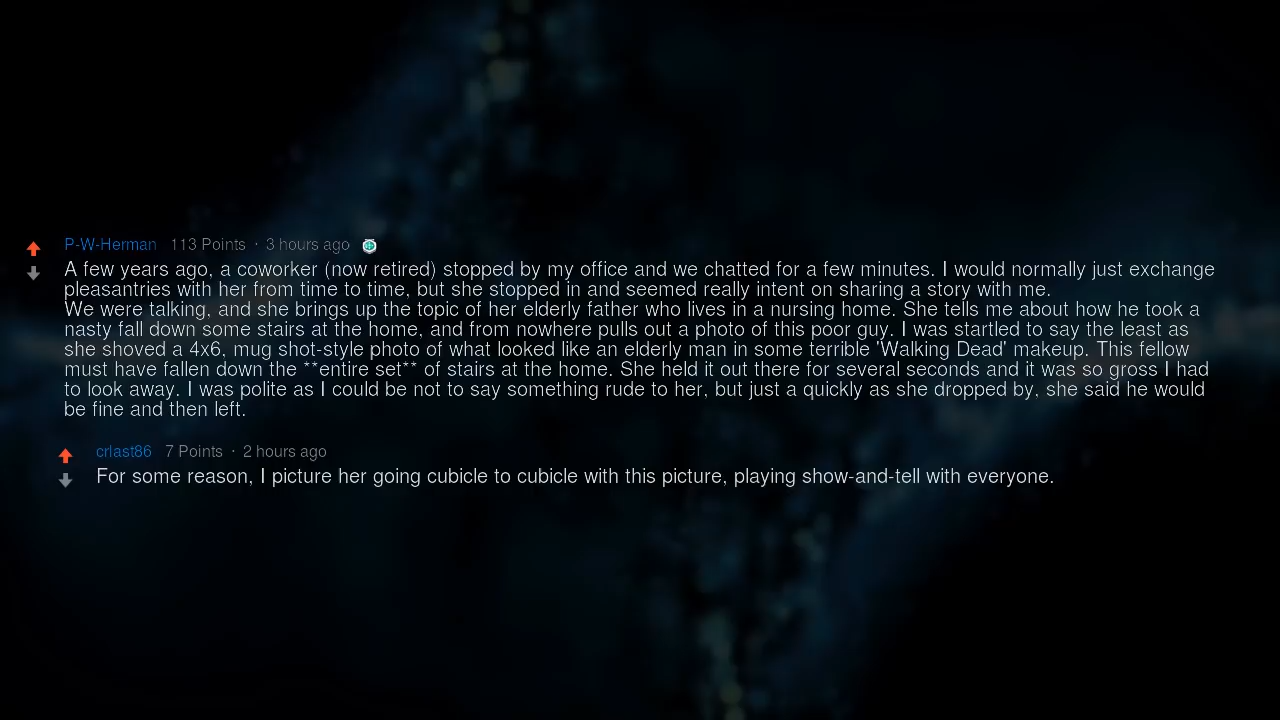 P-W-Herman 113 Points · 3 hours ago
A few years ago, a coworker (now retired) stopped by my office and we chatted for a few minutes. I would normally just exchange
pleasantries with her from time to time, but she stopped in and seemed really intent on sharing a story with me.
We were talking, and she brings up the topic of her elderly father who lives in a nursing home. She tells me about how he took a
nasty fall down some stairs at the home, and from nowhere pulls out a photo of this poor guy. I was startled to say the least as
she shoved a 4x6, mug shot-style photo of what looked like an elderly man in some terrible 'Walking Dead' makeup. This fellow
must have fallen down the **entire set** of stairs at the home. She held it out there for several seconds and it was so gross I had
to look away. I was polite as I could be not to say something rude to her, but just a quickly as she dropped by, she said he would
be fine and then left.
crlast86 7 Points · 2 hours ago
For some reason, I picture her going cubicle to cubicle with this picture, playing show-and-tell with everyone.